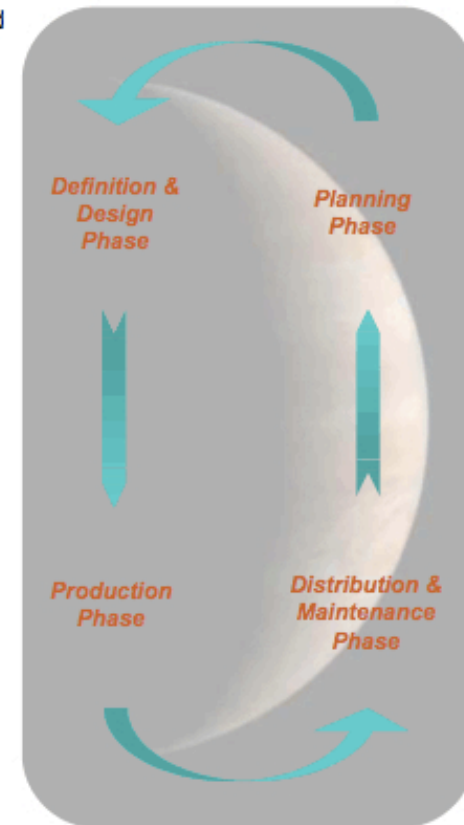 Definition &
Design
Phase
Planning
Phase
Production
Phase
Distribution &
Maintenance
Phase